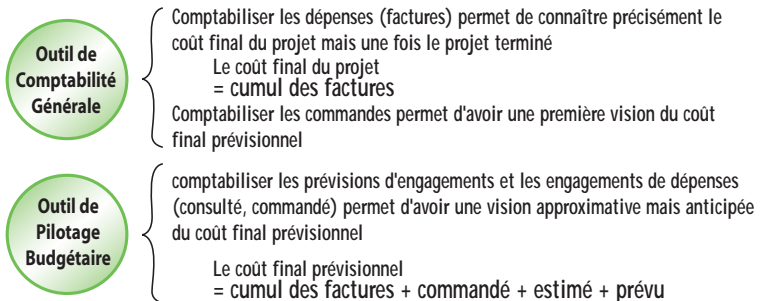 Outil de
Comptabilité
Générale
Comptabiliser les dépenses (factures) permet de connaître précisément le
coût final du projet mais une fois le projet terminé
Le coût final du projet
= cumul des factures
Comptabiliser les commandes permet d'avoir une première vision du coût
final prévisionnel
Outil de
Pilotage
Budgétaire
comptabiliser les prévisions d'engagements et les engagements de dépenses
(consulté, commandé) permet d'avoir une vision approximative mais anticipée
du coût final prévisionnel
Le coût final prévisionnel
= cumul des factures + commandé + estimé + prévu